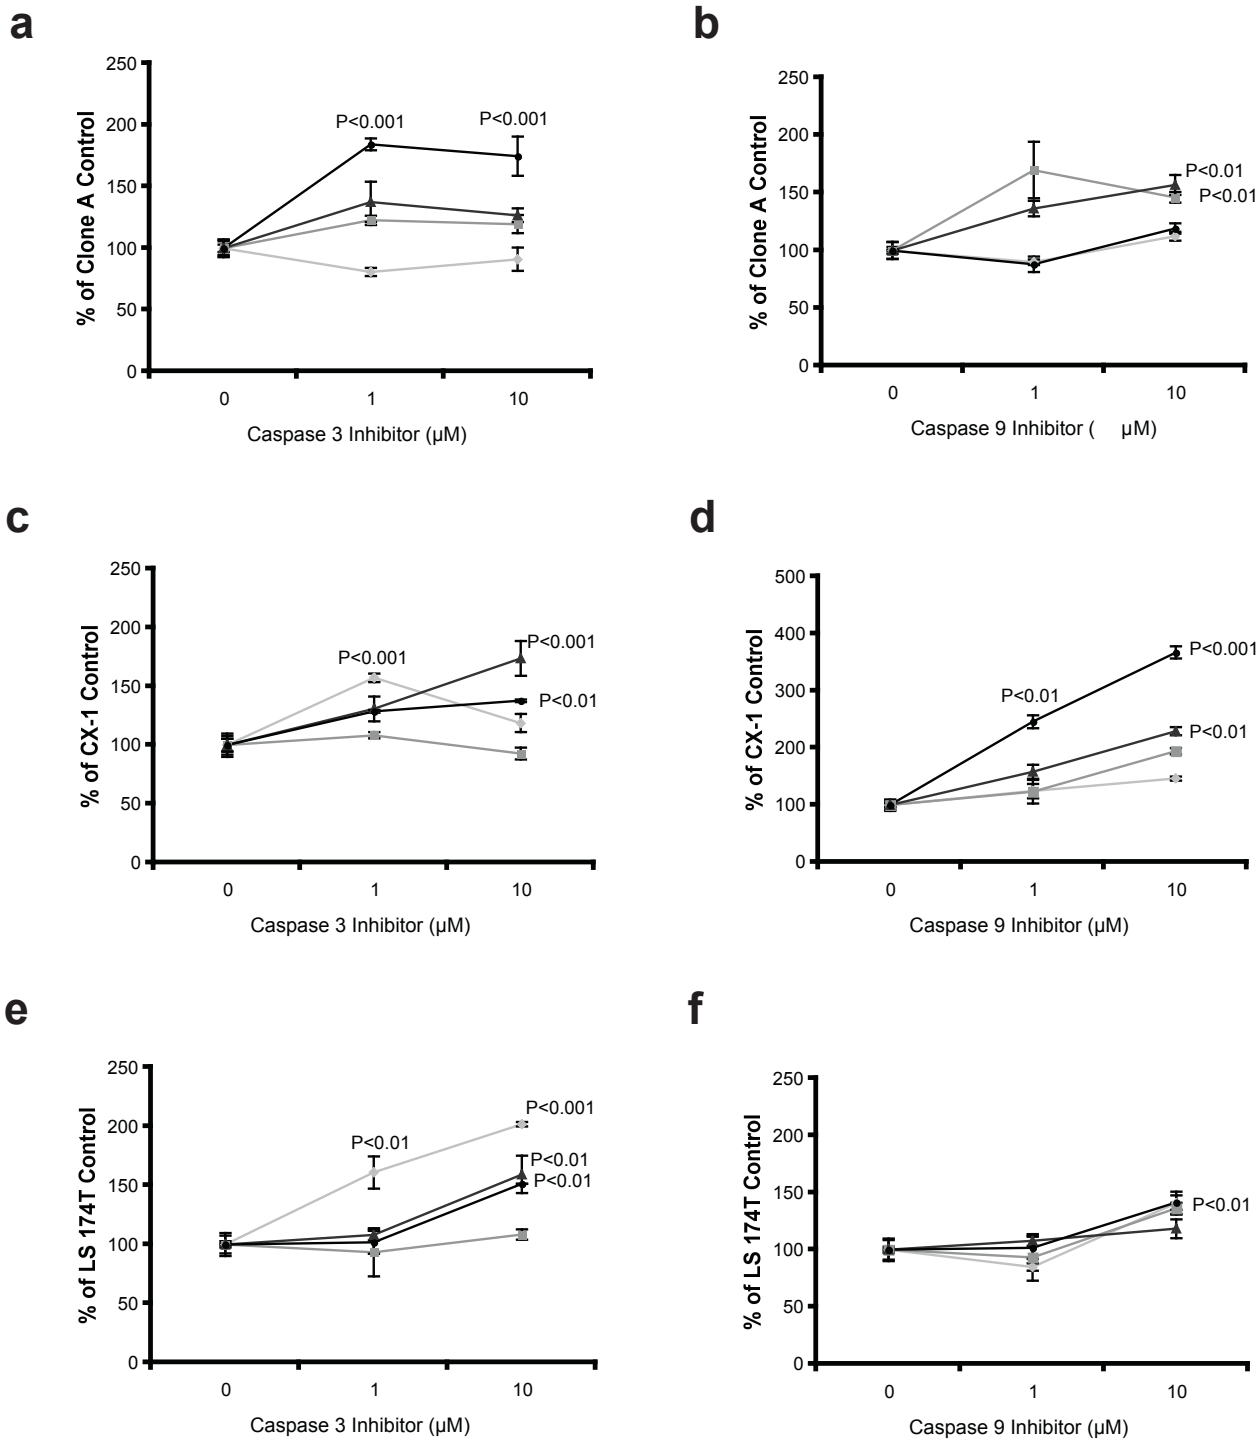 a
250
200
150
100
50
0
P<0.001
P<0.001
% of Clone A Control
0 1 10
Caspase 3 Inhibitor (µM)
b
250
200
150
100
50
0
P<0.01
P<0.01
% of Clone A Control
0 1 10
Caspase 9 Inhibitor ( µM)
c
250
200
150
100
50
0
P<0.001
P<0.001
P<0.01
% of CX-1 Control
0 1 10
Caspase 3 Inhibitor (µM)
d
500
400
300
200
100
0
P<0.01
P<0.001
P<0.01
% of CX-1 Control
0 1 10
Caspase 9 Inhibitor (µM)
e
250
200
150
100
50
0
P<0.01
P<0.001
P<0.01
P<0.01
% of LS 174T Control
0 1 10
Caspase 3 Inhibitor (µM)
f
250
200
150
100
50
0
P<0.01
% of LS 174T Control
0 1 10
Caspase 9 Inhibitor (µM)